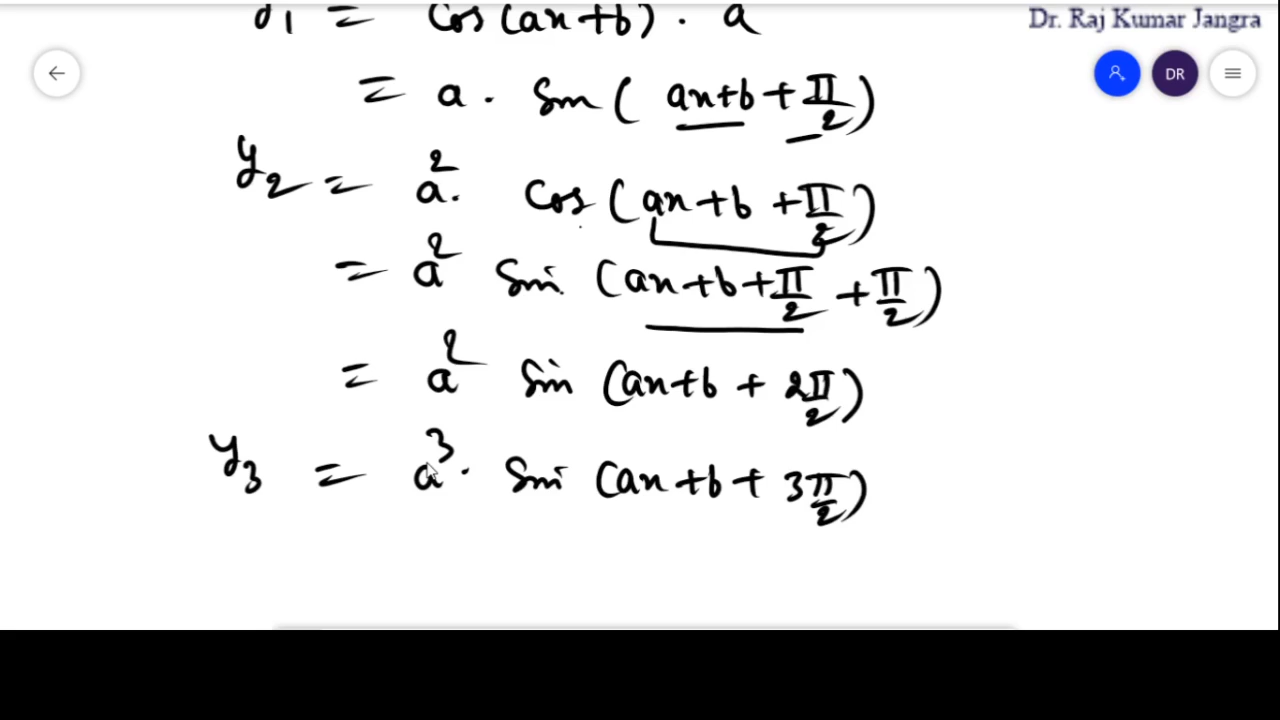 y₁ = Cos(ax+b) · a
Dr. Raj Kumar Jangra
DR
= a · Sin( ax+b + π/2 )
y₂ = a² · Cos (ax+b + π/2)
= a² Sin (ax+b+π/2 + π/2)
= a² Sin (ax+b + 2π/2)
y₃ = a³ · Sin (ax+b + 3π/2)